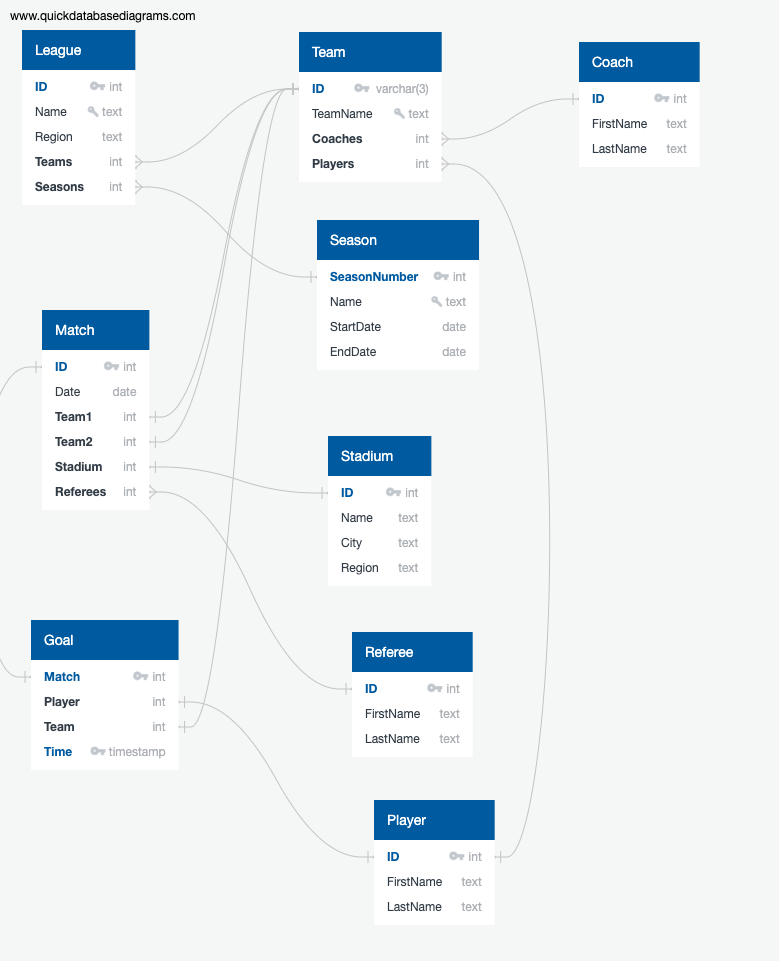 www.quickdatabasediagrams.com
League
ID int
Name text
Region text
Teams int
Seasons int
Team
ID varchar(3)
TeamName text
Coaches int
Players int
Coach
ID int
FirstName text
LastName text
Season
SeasonNumber int
Name text
StartDate date
EndDate date
Match
ID int
Date date
Team1 int
Team2 int
Stadium int
Referees int
Stadium
ID int
Name text
City text
Region text
Goal
Match int
Player int
Team int
Time timestamp
Referee
ID int
FirstName text
LastName text
Player
ID int
FirstName text
LastName text